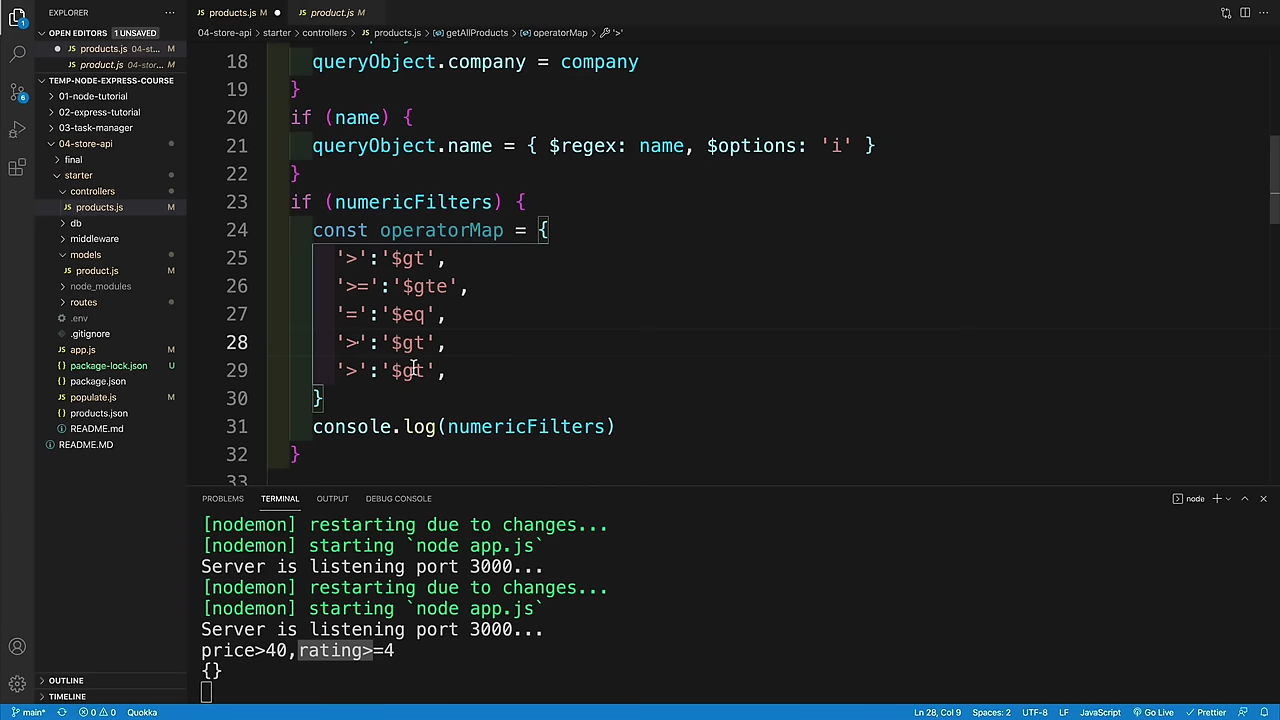 EXPLORER
OPEN EDITORS 1 UNSAVED
products.js 04-st... M
product.js 04-stor... M
TEMP-NODE-EXPRESS-COURSE
01-node-tutorial
02-express-tutorial
03-task-manager
04-store-api
final
starter
controllers
products.js M
db
middleware
models
product.js M
node_modules
routes
.env
.gitignore
app.js M
package-lock.json U
package.json M
populate.js M
products.json
README.md
README.MD
OUTLINE
TIMELINE
products.js M
product.js M
04-store-api > starter > controllers > products.js > getAllProducts > operatorMap > '>'
18 queryObject.company = company
19 }
20 if (name) {
21 queryObject.name = { $regex: name, $options: 'i' }
22 }
23 if (numericFilters) {
24 const operatorMap = {
25 '>':'$gt',
26 '>=':'$gte',
27 '=':'$eq',
28 '>':'$gt',
29 '>':'$gt',
30 }
31 console.log(numericFilters)
32 }
33
PROBLEMS TERMINAL OUTPUT DEBUG CONSOLE
node
[nodemon] restarting due to changes...
[nodemon] starting `node app.js`
Server is listening port 3000...
[nodemon] restarting due to changes...
[nodemon] starting `node app.js`
Server is listening port 3000...
price>40,rating>=4
{}
main* 0 0 Quokka Ln 28, Col 9 Spaces: 2 UTF-8 LF JavaScript Go Live Prettier